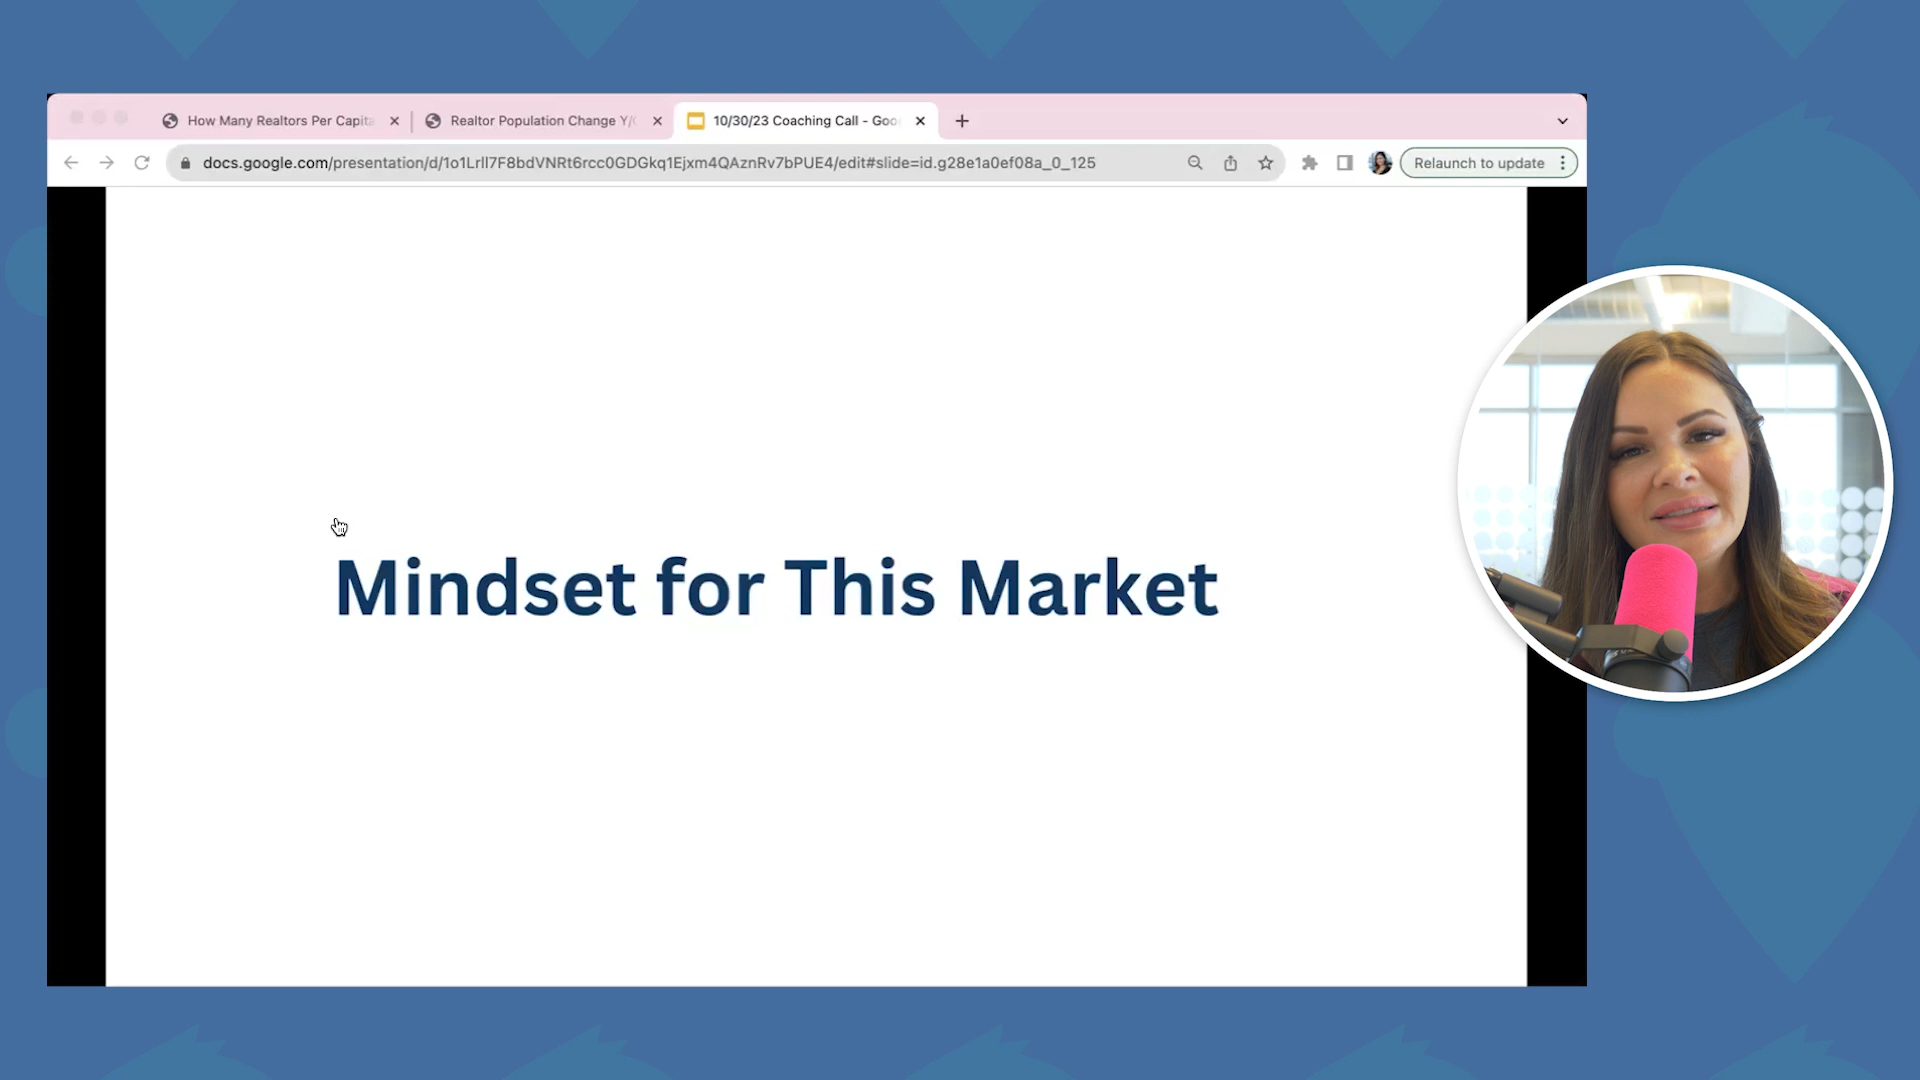 How Many Realtors Per Capita
Realtor Population Change Y/
10/30/23 Coaching Call - Goo
docs.google.com/presentation/d/1o1Lrll7F8bdVNRt6rcc0GDGkq1Ejxm4QAznRv7bPUE4/edit#slide=id.g28e1a0ef08a_0_125
Relaunch to update
Mindset for This Market